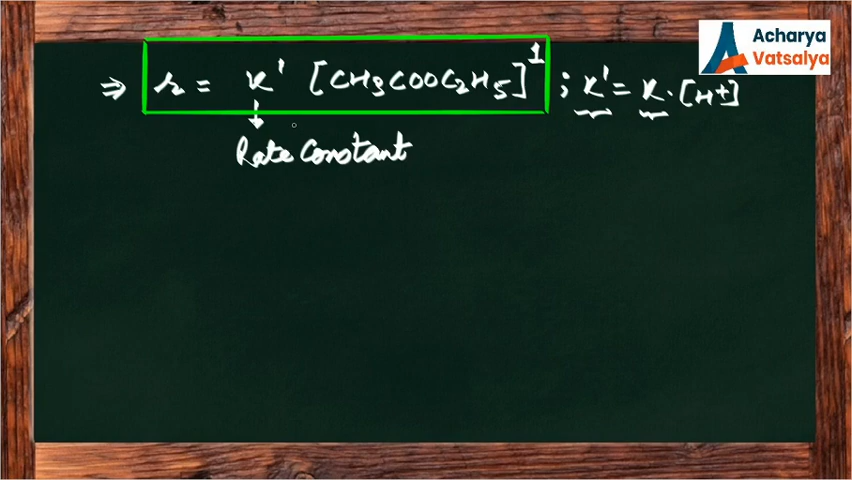 Acharya
Vatsalya
⇒ r = K' [CH3COOC2H5]^1 ; K' = K · [H+]
Rate Constant